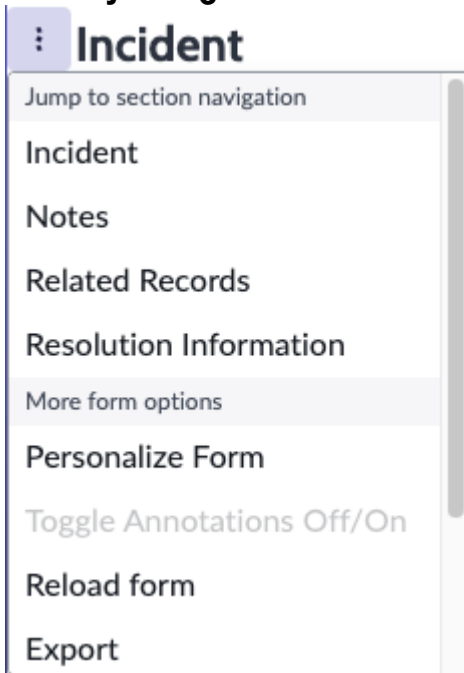 Incident
Jump to section navigation
Incident
Notes
Related Records
Resolution Information
More form options
Personalize Form
Toggle Annotations Off/On
Reload form
Export